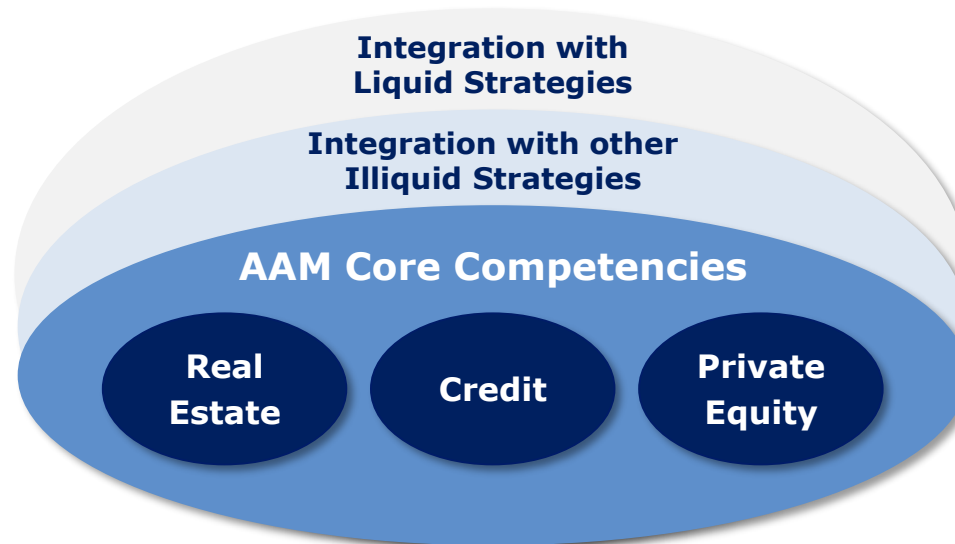 Integration with
Liquid Strategies
Integration with other
Illiquid Strategies
AAM Core Competencies
Real
Estate
Credit
Private
Equity